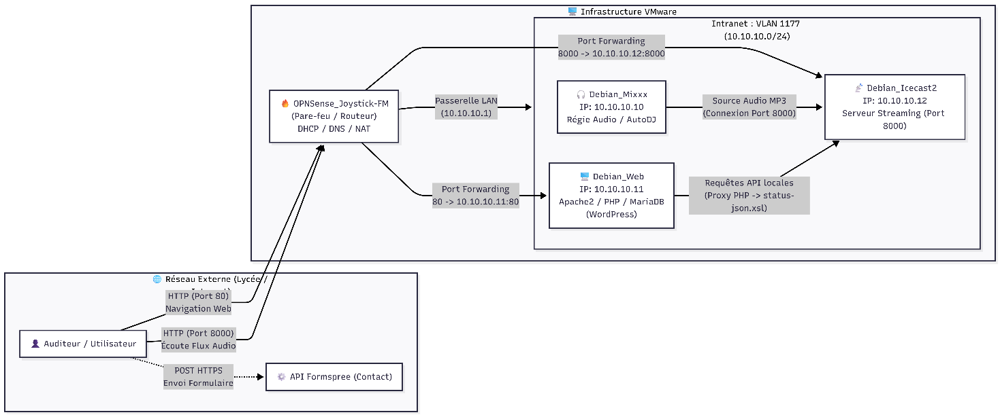 Infrastructure VMware
Intranet : VLAN 1177
(10.10.10.0/24)
Port Forwarding
8000 -> 10.10.10.12:8000
OPNSense_Joystick-FM
(Pare-feu / Routeur)
DHCP / DNS / NAT
Passerelle LAN
(10.10.10.1)
Debian_Mixxx
IP: 10.10.10.10
Régie Audio / AutoDJ
Source Audio MP3
(Connexion Port 8000)
Debian_Icecast2
IP: 10.10.10.12
Serveur Streaming (Port
8000)
Port Forwarding
80 -> 10.10.10.11:80
Debian_Web
IP: 10.10.10.11
Apache2 / PHP / MariaDB
(WordPress)
Requêtes API locales
(Proxy PHP -> status-
json.xsl)
Réseau Externe (Lycée /
HTTP (Port 80)
Navigation Web
HTTP (Port 8000)
Écoute Flux Audio
Auditeur / Utilisateur
POST HTTPS
Envoi Formulaire
API Formspree (Contact)